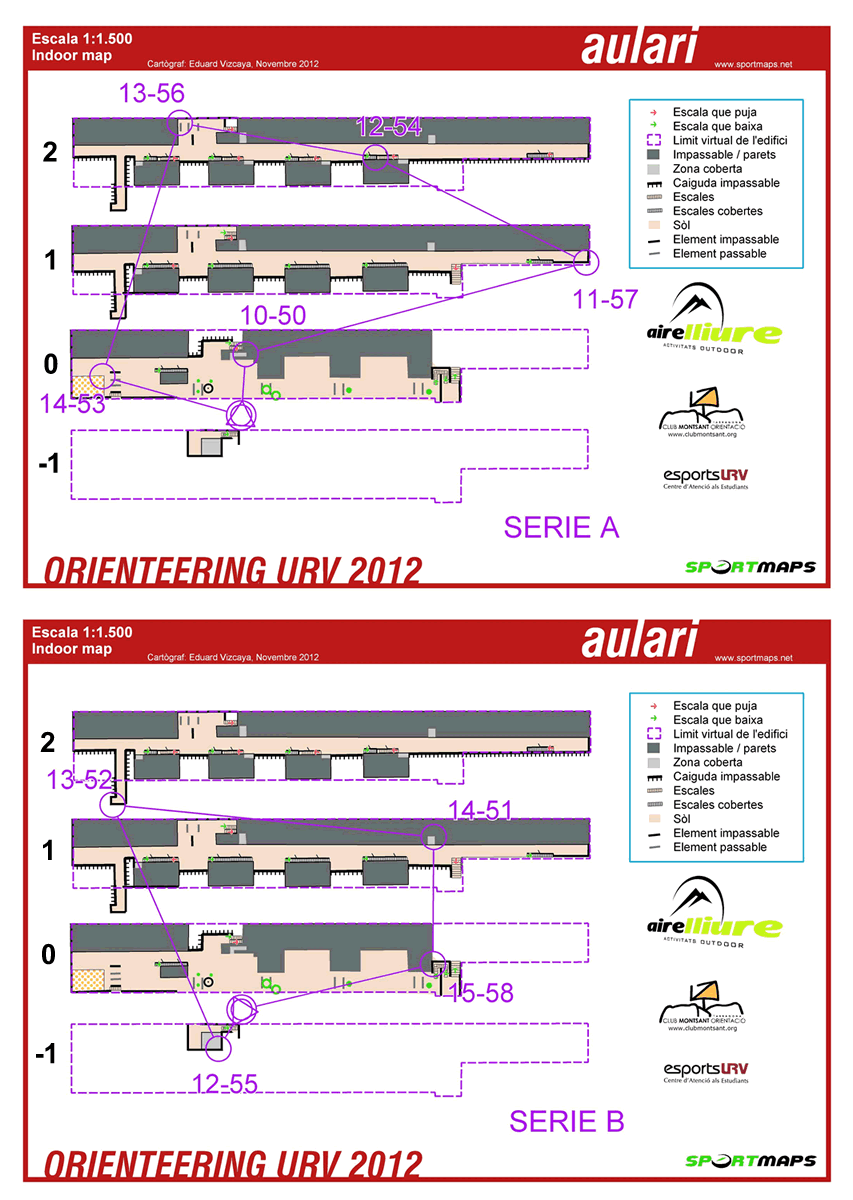 Escala 1:1.500
Indoor map
Cartògraf: Eduard Vizcaya, Novembre 2012
aulari
www.sportmaps.net
13-56
12-54
2
1
11-57
10-50
0
14-53
-1
Escala que puja
Escala que baixa
Limit virtual de l'edifici
Impassable / parets
Zona coberta
Caiguda impassable
Escales
Escales cobertes
Sòl
Element impassable
Element passable
airelliure
ACTIVITATS OUTDOOR
CLUB MONTSANT ORIENTACIÓ
www.clubmontsant.org
esportsURV
Centre d'Atenció als Estudiants
SERIE A
ORIENTEERING URV 2012
SPORTMAPS
Escala 1:1.500
Indoor map
Cartògraf: Eduard Vizcaya, Novembre 2012
aulari
www.sportmaps.net
2
13-52
14-51
1
0
15-58
-1
12-55
Escala que puja
Escala que baixa
Limit virtual de l'edifici
Impassable / parets
Zona coberta
Caiguda impassable
Escales
Escales cobertes
Sòl
Element impassable
Element passable
airelliure
ACTIVITATS OUTDOOR
CLUB MONTSANT ORIENTACIÓ
www.clubmontsant.org
esportsURV
Centre d'Atenció als Estudiants
SERIE B
ORIENTEERING URV 2012
SPORTMAPS